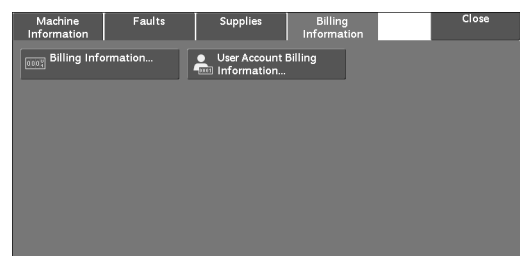 Machine Information
Faults
Supplies
Billing Information
Close
Billing Information...
User Account Billing
Information...